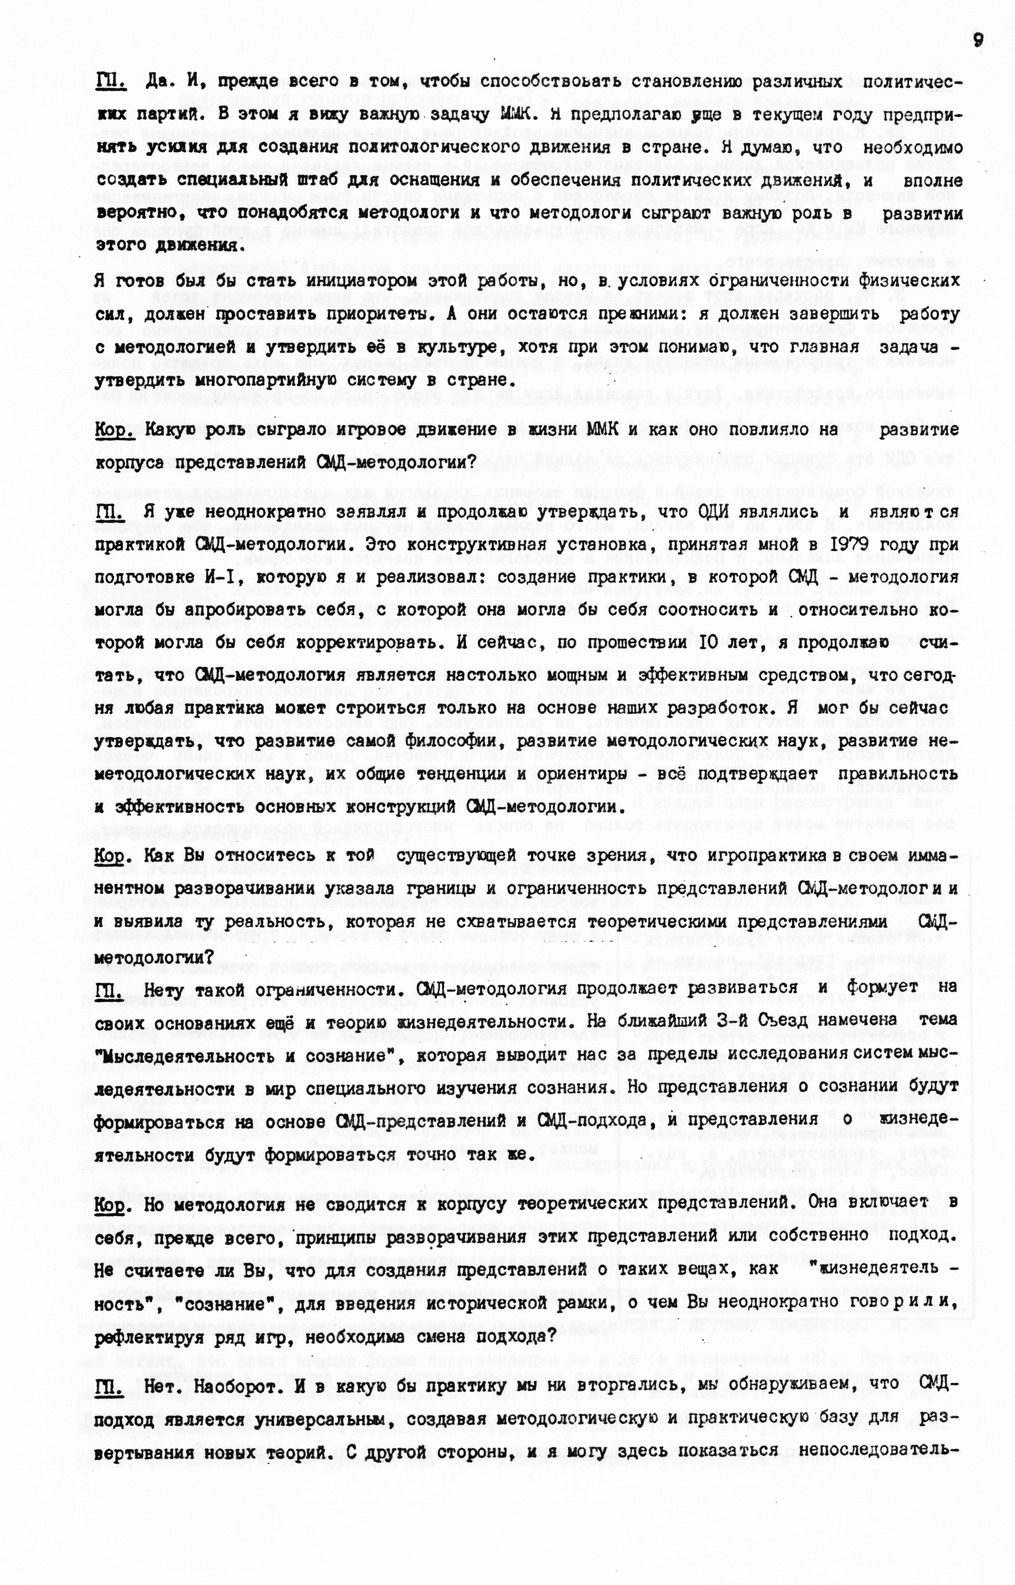 9
ГП. Да. И, прежде всего в том, чтобы способствовать становлению различных политичес-
ких партий. В этом я вижу важную задачу ММК. Я предполагаю уще в текущем году предпри-
нять усилия для создания политологического движения в стране. Я думаю, что необходимо
создать специальный штаб для оснащения и обеспечения политических движений, и вполне
вероятно, что понадобятся методологи и что методологи сыграют важную роль в развитии
этого движения.
Я готов был бы стать инициатором этой работы, но, в условиях ограниченности физических
сил, должен проставить приоритеты. А они остаются прежними: я должен завершить работу
с методологией и утвердить её в культуре, хотя при этом понимаю, что главная задача -
утвердить многопартийную систему в стране.
Кор. Какую роль сыграло игровое движение в жизни ММК и как оно повлияло на развитие
корпуса представлений СМД-методологии?
ГП. Я уже неоднократно заявлял и продолжаю утверждать, что ОДИ являлись и являются
практикой СМД-методологии. Это конструктивная установка, принятая мной в 1979 году при
подготовке И-1, которую я и реализовал: создание практики, в которой СМД - методология
могла бы апробировать себя, с которой она могла бы себя соотносить и относительно ко-
торой могла бы себя корректировать. И сейчас, по прошествии 10 лет, я продолжаю счи-
тать, что СМД-методология является настолько мощным и эффективным средством, что сегод-
ня любая практика может строиться только на основе наших разработок. Я мог бы сейчас
утверждать, что развитие самой философии, развитие методологических наук, развитие не-
методологических наук, их общие тенденции и ориентиры - всё подтверждает правильность
и эффективность основных конструкций СМД-методологии.
Кор. Как Вы относитесь к той существующей точке зрения, что игропрактика в своем имма-
нентном разворачивании указала границы и ограниченность представлений СМД-методологии
и выявила ту реальность, которая не схватывается теоретическими представлениями СМД-
методологии?
ГП. Нету такой ограниченности. СМД-методология продолжает развиваться и формует на
своих основаниях ещё и теорию жизнедеятельности. На ближайший 3-й Съезд намечена тема
"Мыследеятельность и сознание", которая выводит нас за пределы исследования систем мыс-
ледеятельности в мир специального изучения сознания. Но представления о сознании будут
формироваться на основе СМД-представлений и СМД-подхода, и представления о жизнеде-
ятельности будут формироваться точно так же.
Кор. Но методология не сводится к корпусу теоретических представлений. Она включает в
себя, прежде всего, принципы разворачивания этих представлений или собственно подход.
Не считаете ли Вы, что для создания представлений о таких вещах, как "жизнедеятель -
ность", "сознание", для введения исторической рамки, о чем Вы неоднократно говорили,
рефлектируя ряд игр, необходима смена подхода?
ГП. Нет. Наоборот. И в какую бы практику мы ни вторгались, мы обнаруживаем, что СМД-
подход является универсальным, создавая методологическую и практическую базу для раз-
вертывания новых теорий. С другой стороны, и я могу здесь показаться непоследователь-